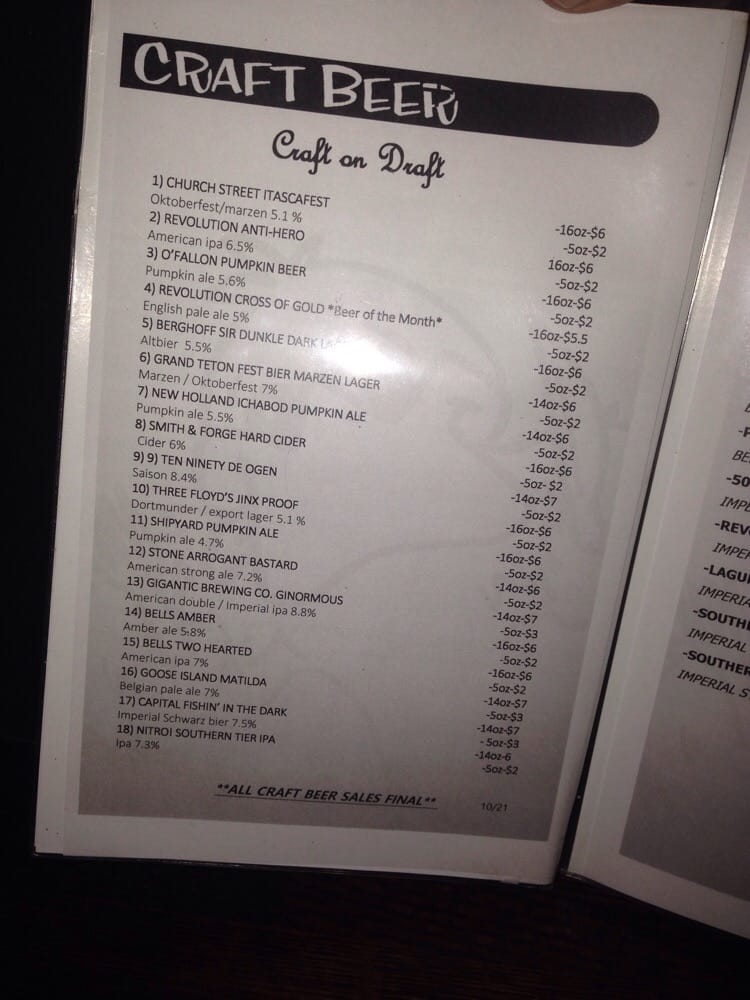 CRAFT BEER
Craft on Draft
1) CHURCH STREET ITASCAFEST -16oz-$6
Oktoberfest/marzen 5.1 % -5oz-$2
2) REVOLUTION ANTI-HERO 16oz-$6
American ipa 6.5% -5oz-$2
3) O'FALLON PUMPKIN BEER -16oz-$6
Pumpkin ale 5.6% -5oz-$2
4) REVOLUTION CROSS OF GOLD *Beer of the Month* -16oz-$5.5
English pale ale 5% -5oz-$2
5) BERGHOFF SIR DUNKLE DARK -16oz-$6
Altbier 5.5% -5oz-$2
6) GRAND TETON FEST BIER MARZEN LAGER -14oz-$6
Marzen / Oktoberfest 7% -5oz-$2
7) NEW HOLLAND ICHABOD PUMPKIN ALE -14oz-$6
Pumpkin ale 5.5% -5oz-$2
8) SMITH & FORGE HARD CIDER -16oz-$6
Cider 6% -5oz- $2
9) 9) TEN NINETY DE OGEN -14oz-$7
Saison 8.4% -5oz-$2
10) THREE FLOYD'S JINX PROOF -16oz-$6
Dortmunder / export lager 5.1 % -5oz-$2
11) SHIPYARD PUMPKIN ALE -16oz-$6
Pumpkin ale 4.7% -5oz-$2
12) STONE ARROGANT BASTARD -14oz-$6
American strong ale 7.2% -5oz-$2
13) GIGANTIC BREWING CO. GINORMOUS -14oz-$7
American double / Imperial ipa 8.8% -5oz-$3
14) BELLS AMBER -16oz-$6
Amber ale 5.8% -5oz-$2
15) BELLS TWO HEARTED -16oz-$6
American ipa 7% -5oz-$2
16) GOOSE ISLAND MATILDA -14oz-$7
Belgian pale ale 7% -5oz-$3
17) CAPITAL FISHIN' IN THE DARK -14oz-$7
Imperial Schwarz bier 7.5% - 5oz-$3
18) NITRO! SOUTHERN TIER IPA -14oz-6
Ipa 7.3% -5oz-$2
**ALL CRAFT BEER SALES FINAL** 10/21
-50
-REV
IMPER
-LAGU
IMPERIA
-SOUTH
IMPERIAL
-SOUTHER
IMPERIAL S